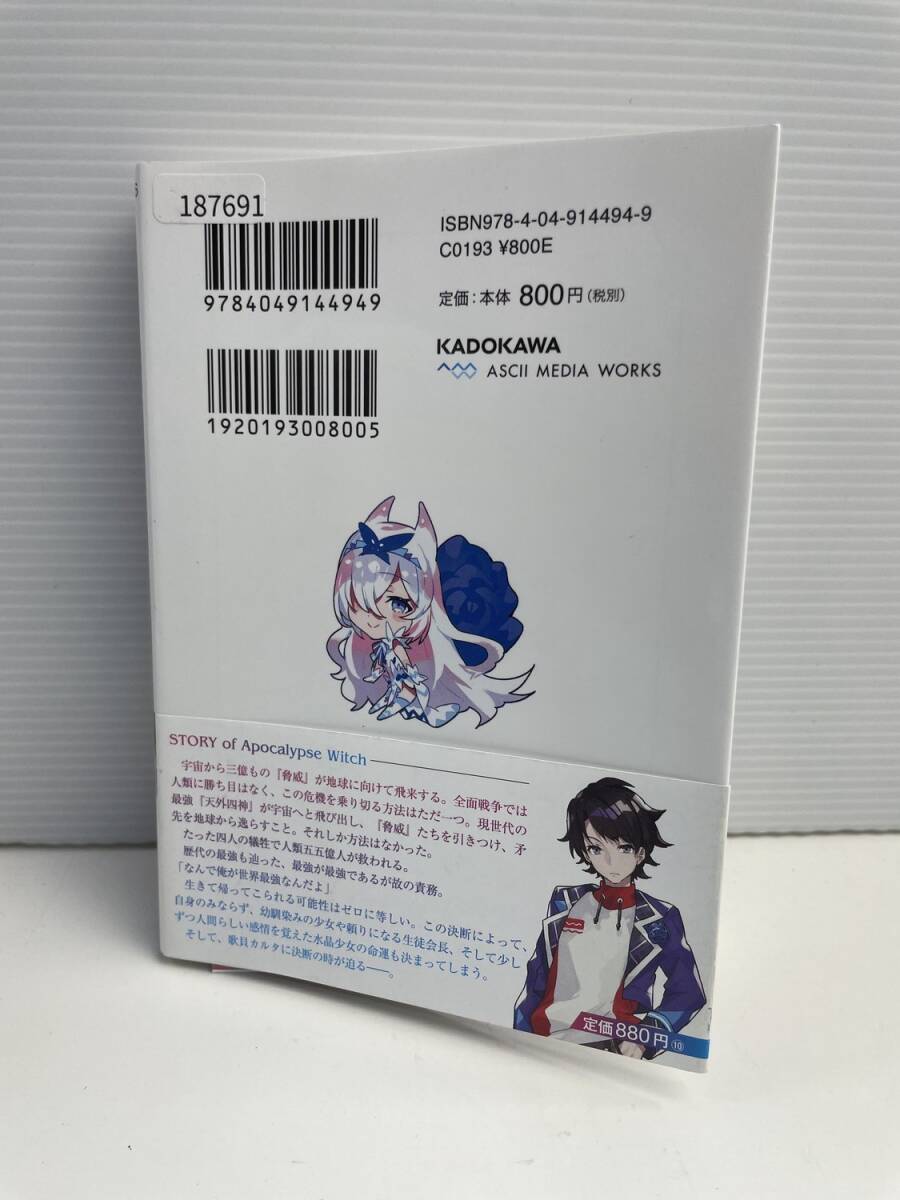 187691
9784049144949
1920193008005
ISBN978-4-04-914494-9
C0193 ¥800E
定価:本体 800円(税別)
KADOKAWA
ASCII MEDIA WORKS
STORY of Apocalypse Witch
宇宙から三億もの『脅威』が地球に向けて飛来する。全面戦争では
人類に勝ち目はなく、この危機を乗り切る方法はただ一つ。現世代の
最強『天外四神』が宇宙へと飛び出し、『脅威』たちを引きつけ、矛
先を地球から逸らすこと。それしか方法はなかった。
たった四人の犠牲で人類五五億人が救われる。
歴代の最強も辿った、最強が最強であるが故の責務。
「なんで俺が世界最強なんだよ」
生きて帰ってこられる可能性はゼロに等しい。この決断によって、
自身のみならず、幼馴染みの少女や頼りになる生徒会長、そして少し
ずつ人間らしい感情を覚えた水晶少女の命運も決まってしまう。
そして、歌貝カルタに決断の時が迫る――。
定価880円⑩